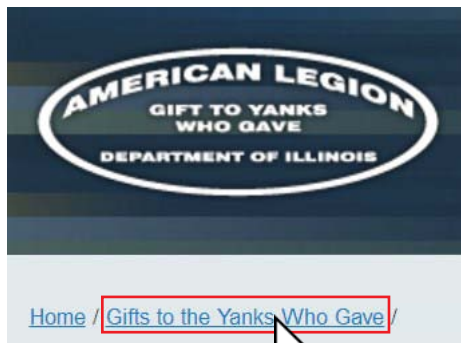 AMERICAN LEGION
GIFT TO YANKS
WHO GAVE
DEPARTMENT OF ILLINOIS
Home / Gifts to the Yanks Who Gave /